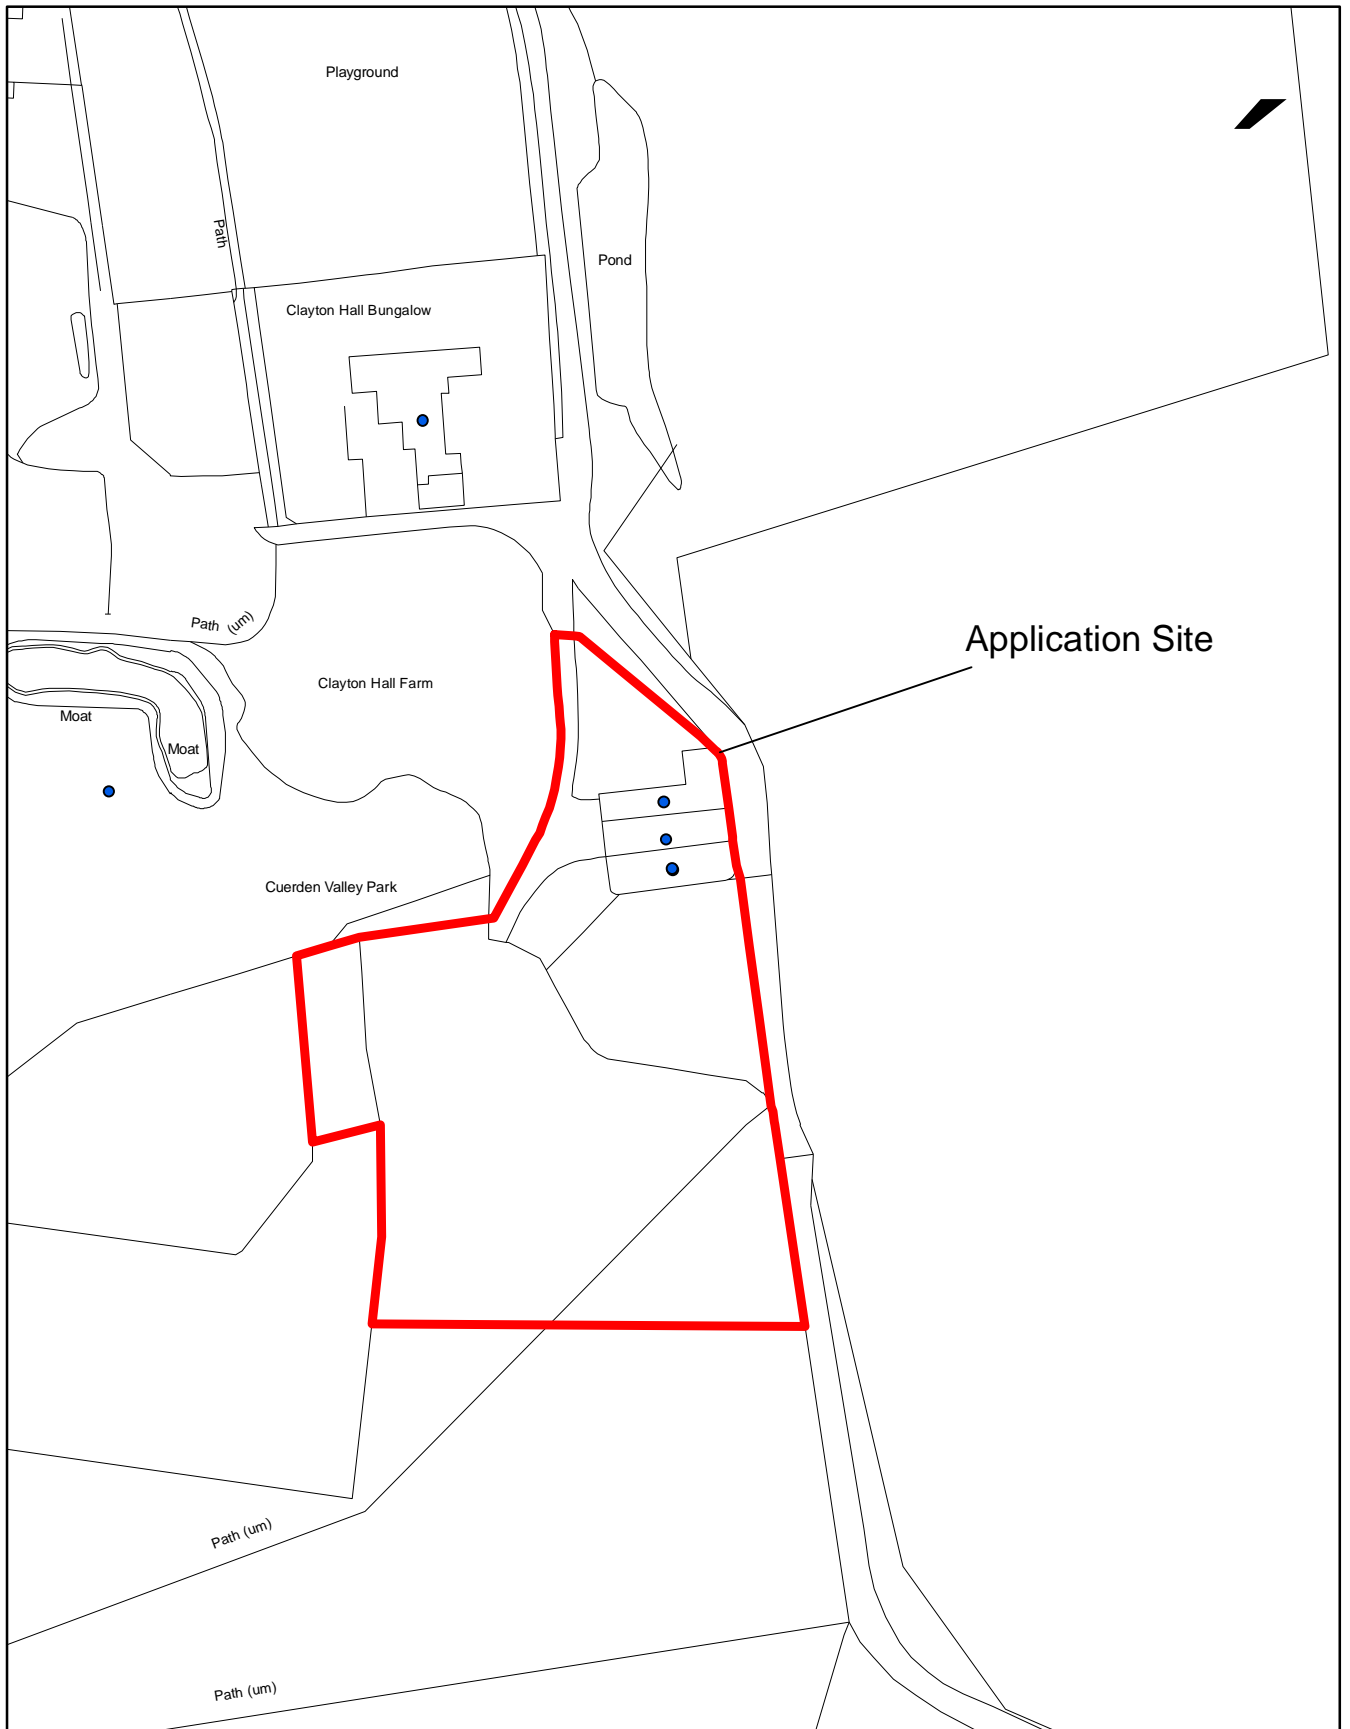 Playground
Path
Pond
Clayton Hall Bungalow
Path (um)
Application Site
Clayton Hall Farm
Moat
Moat
Cuerden Valley Park
Path (um)
Path (um)